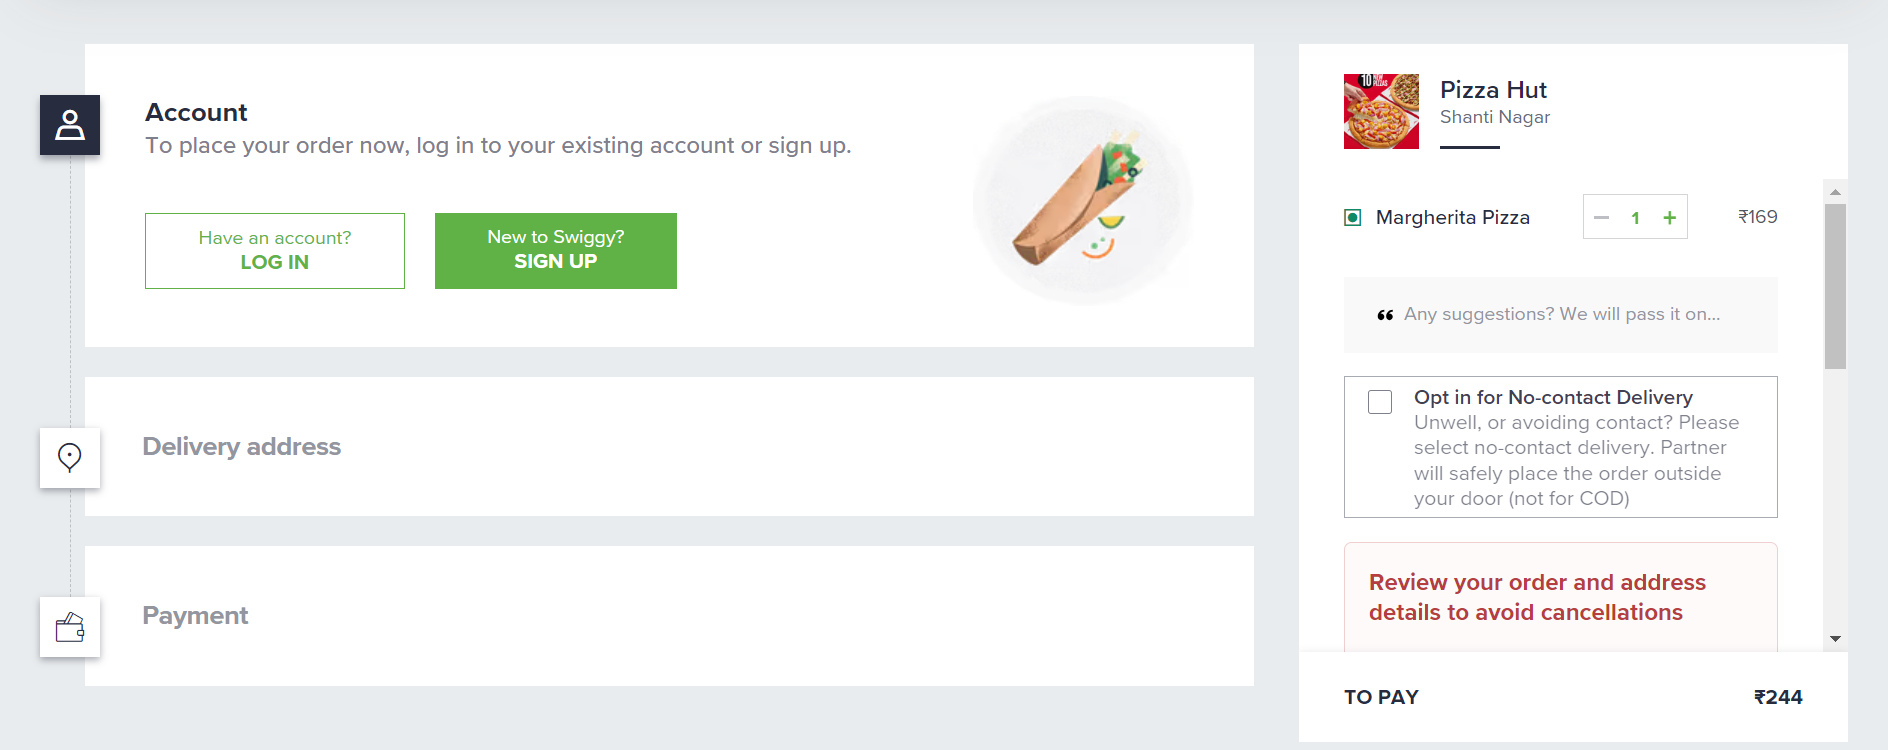 Account
To place your order now, log in to your existing account or sign up.
Have an account?
LOG IN
New to Swiggy?
SIGN UP
Delivery address
Payment
10 NEW PIZZAS
Pizza Hut
Shanti Nagar
Margherita Pizza
1
₹169
“ Any suggestions? We will pass it on...
Opt in for No-contact Delivery
Unwell, or avoiding contact? Please
select no-contact delivery. Partner
will safely place the order outside
your door (not for COD)
Review your order and address
details to avoid cancellations
TO PAY
₹244